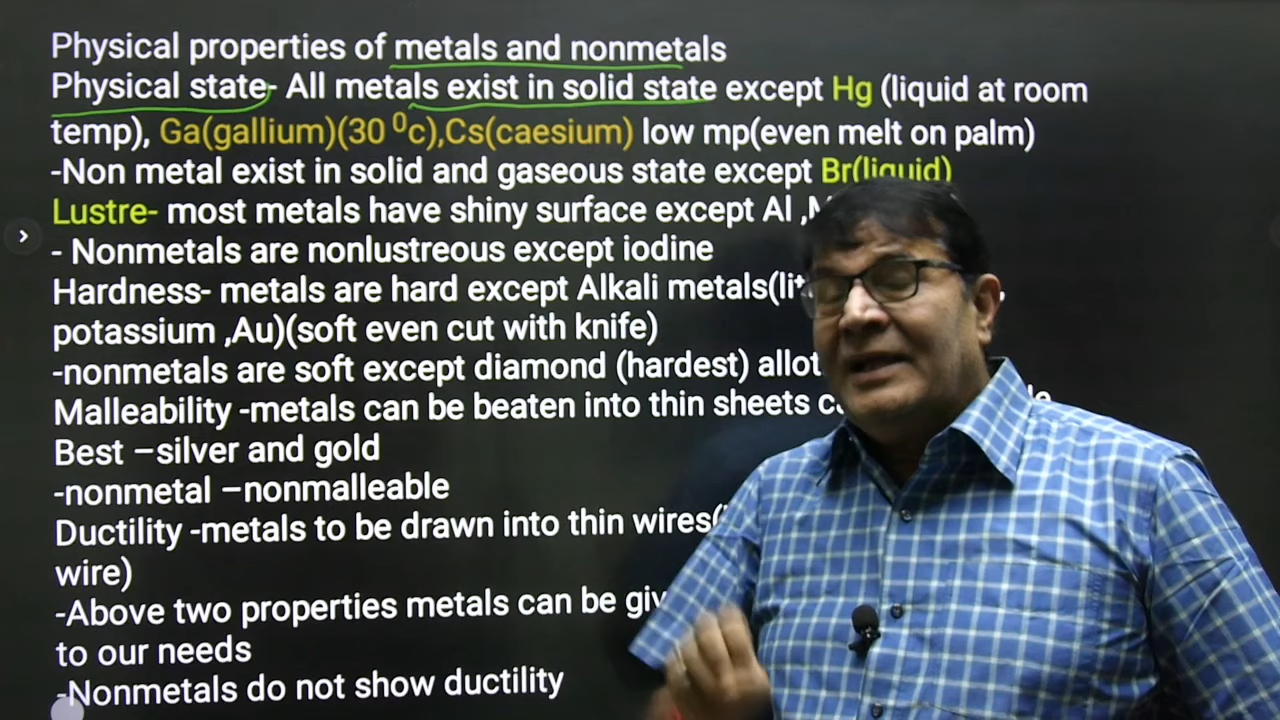 Physical properties of metals and nonmetals
Physical state- All metals exist in solid state except Hg (liquid at room
temp), Ga(gallium)(30 ⁰c),Cs(caesium) low mp(even melt on palm)
-Non metal exist in solid and gaseous state except Br(liquid)
Lustre- most metals have shiny surface except Al
- Nonmetals are nonlustreous except iodine
Hardness- metals are hard except Alkali
potassium ,Au)(soft even cut with knife)
-nonmetals are soft except diamond (hardest)
Malleability -metals can be beaten into thin sheets
Best –silver and gold
-nonmetal –nonmalleable
Ductility -metals to be drawn into thin
wire)
-Above two properties metals can be
to our needs
-Nonmetals do not show ductility